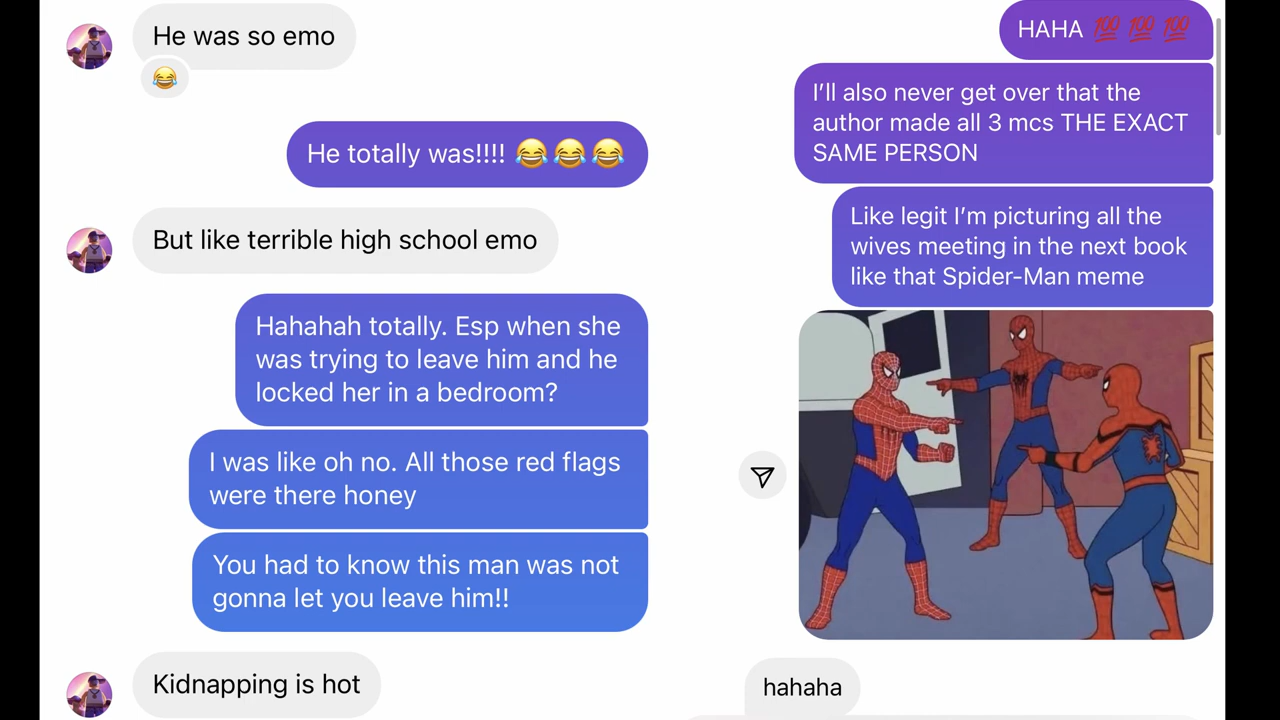 He was so emo
😂
He totally was!!!! 😂😂😂
But like terrible high school emo
Hahahah totally. Esp when she
was trying to leave him and he
locked her in a bedroom?
I was like oh no. All those red flags
were there honey
You had to know this man was not
gonna let you leave him!!
Kidnapping is hot
HAHA 💯 💯 💯
I’ll also never get over that the
author made all 3 mcs THE EXACT
SAME PERSON
Like legit I’m picturing all the
wives meeting in the next book
like that Spider-Man meme
hahaha